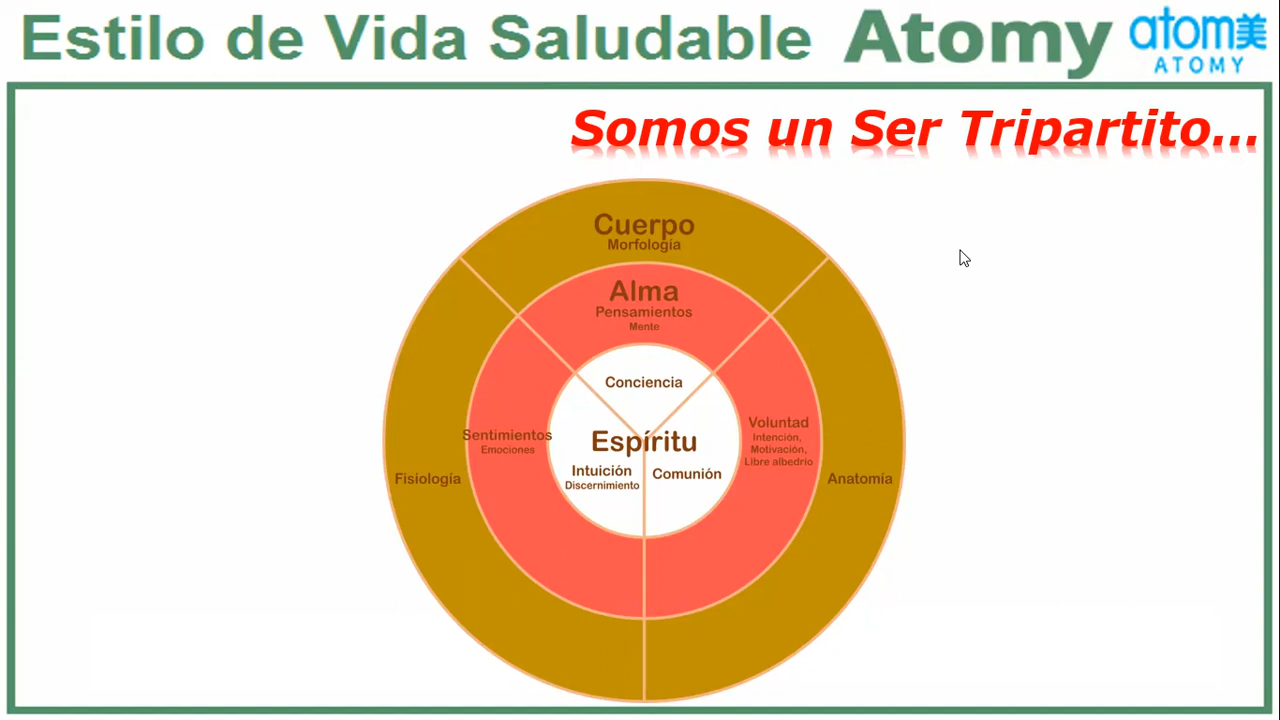 Estilo de Vida Saludable Atomy atom美
ATOMY
Somos un Ser Tripartito...
Cuerpo
Morfología
Alma
Pensamientos
Mente
Conciencia
Espíritu
Intuición
Discernimiento
Comunión
Sentimientos
Emociones
Voluntad
Intención,
Motivación,
Libre albedrio
Fisiología
Anatomía